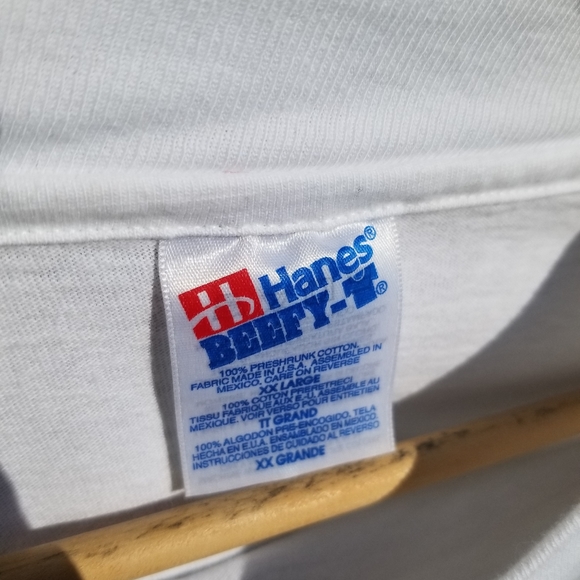 Hanes®
BEEFY-T®
100% PRESHRUNK COTTON.
FABRIC MADE IN U.S.A. ASSEMBLED IN
MEXICO. CARE ON REVERSE
XX LARGE
100% COTON PRERETRECI
TISSU FABRIQUE AUX E.-U. ASSEMBLE AU
MEXIQUE. VOIR VERSO POUR ENTRETIEN
TT GRAND
100% ALGODON PRE-ENCOGIDO. TELA
HECHA EN E.U.A. ENSAMBLADO EN MEXICO.
INSTRUCCIONES DE CUIDADO AL REVERSO
XX GRANDE